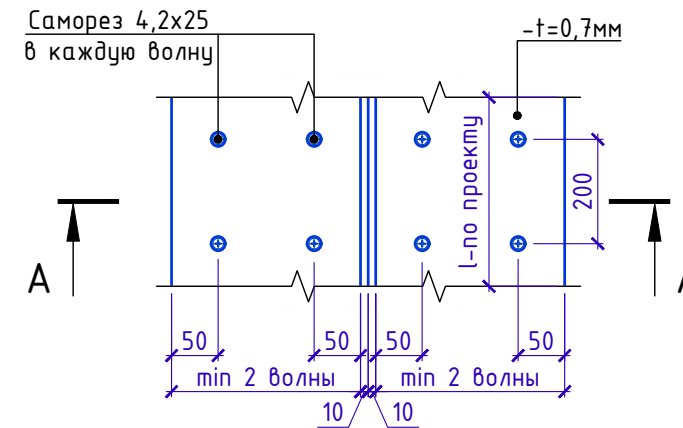 Саморез 4,2х25
в каждую волну
-t=0,7мм
l-по проекту
200
А
50
50
50
50
min 2 волны
min 2 волны
10
10